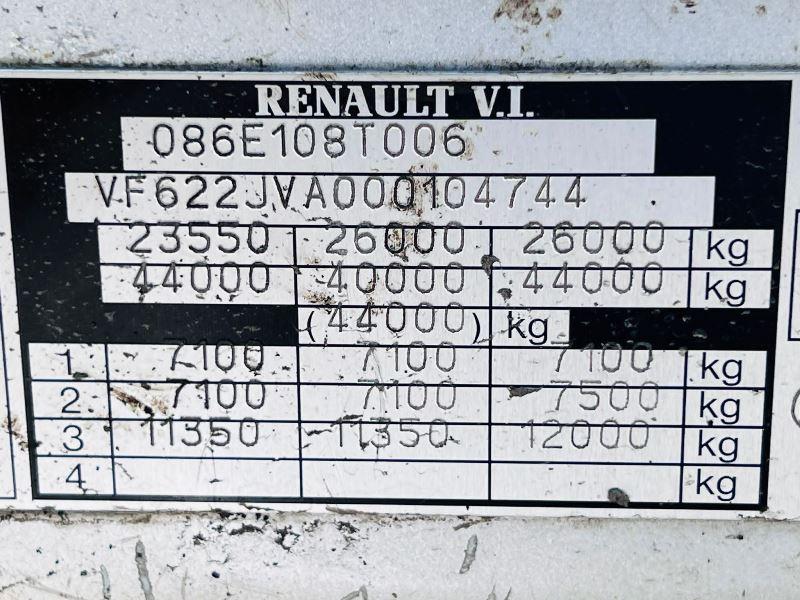 RENAULT V.I.
086E108T006
VF622JVA000104744
23550 26000 26000 kg
44000 40000 44000 kg
(44000) kg
1 7100 7100 7100 kg
2 7100 7100 7500 kg
3 11350 11350 12000 kg
4 kg